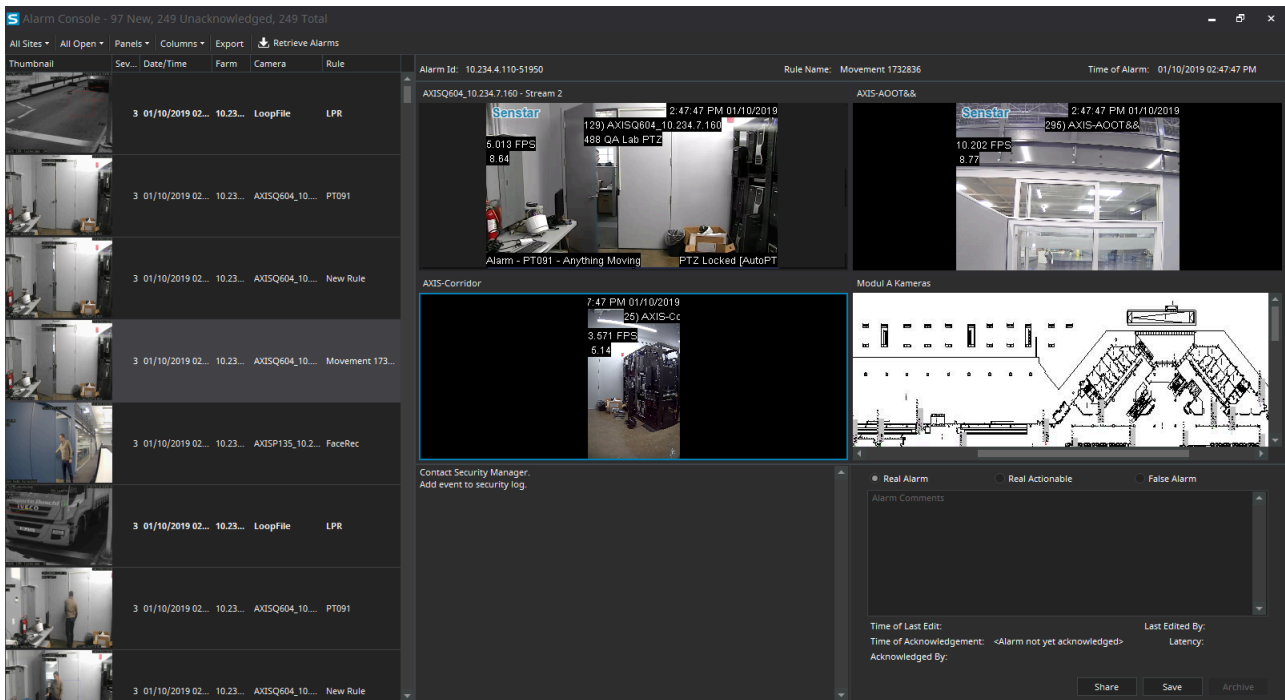 S Alarm Console - 97 New, 249 Unacknowledged, 249 Total
All Sites All Open Panels Columns Export Retrieve Alarms
Thumbnail Sev... Date/Time Farm Camera Rule
3 01/10/2019 02... 10.23... LoopFile LPR
3 01/10/2019 02... 10.23... AXISQ604_10.... PT091
3 01/10/2019 02... 10.23... AXISQ604_10.... New Rule
3 01/10/2019 02... 10.23... AXISQ604_10.... Movement 173...
3 01/10/2019 02... 10.23... AXISP135_10.2... FaceRec
IVECO
3 01/10/2019 02... 10.23... LoopFile LPR
3 01/10/2019 02... 10.23... AXISQ604_10.... PT091
3 01/10/2019 02... 10.23... AXISQ604_10.... New Rule
Alarm Id: 10.234.4.110-51950 Rule Name: Movement 1732836 Time of Alarm: 01/10/2019 02:47:47 PM
AXISQ604_10.234.7.160 - Stream 2
Senstar 2:47:47 PM 01/10/2019
129) AXISQ604_10.234.7.160
488 QA Lab PTZ
5.013 FPS
8.64
Alarm - PT091 - Anything Moving PTZ Locked [AutoPT
AXIS-AOOT&&
Senstar 2:47:47 PM 01/10/2019
295) AXIS-AOOT&&
10.202 FPS
8.77
AXIS-Corridor
7:47 PM 01/10/2019
25) AXIS-Co
3.571 FPS
5.14
Modul A Kameras
Contact Security Manager.
Add event to security log.
Real Alarm Real Actionable False Alarm
Alarm Comments
Time of Last Edit: Last Edited By:
Time of Acknowledgement: <Alarm not yet acknowledged> Latency:
Acknowledged By:
Share Save Archive